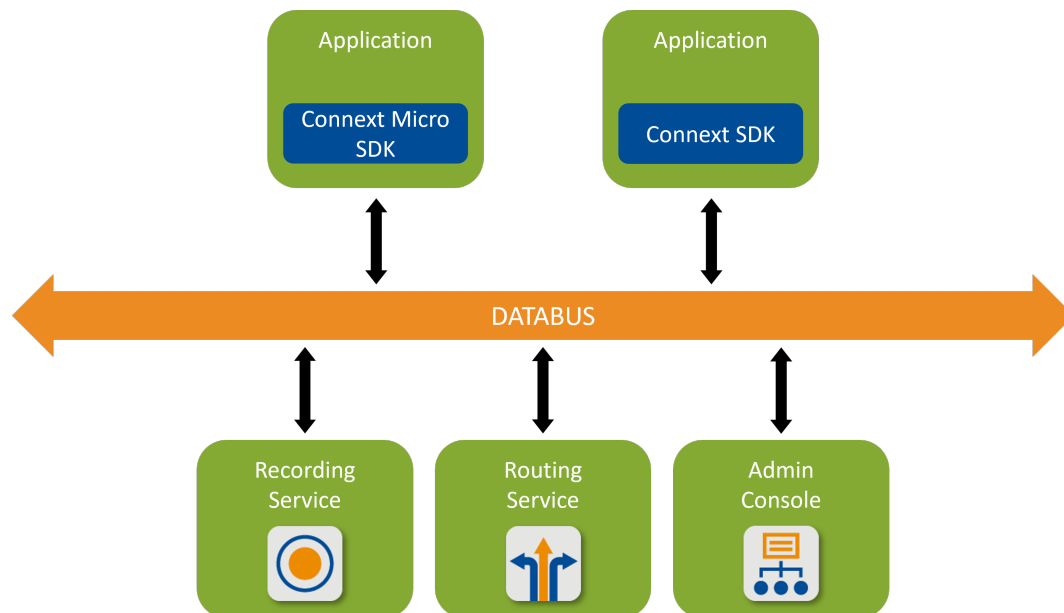 Application
Connext Micro
SDK
Application
Connext SDK
DATABUS
Recording
Service
Routing
Service
Admin
Console